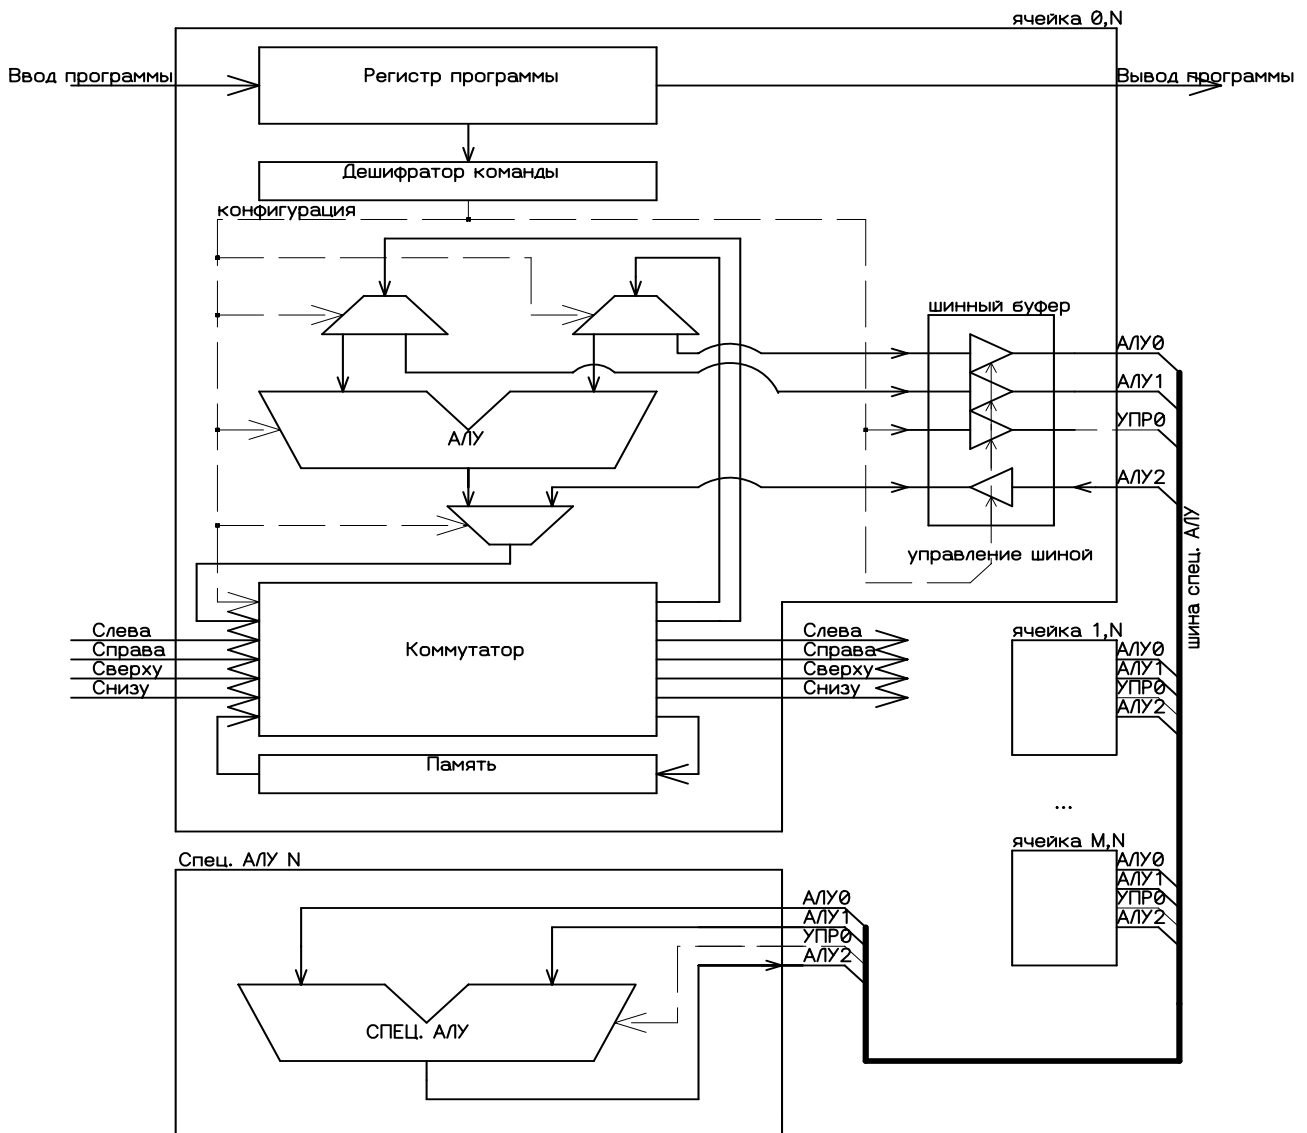 ячейка 0,N
Ввод программы
Регистр программы
Вывод программы
Дешифратор команды
конфигурация
шинный буфер
АЛУ0
АЛУ1
УПР0
АЛУ
АЛУ2
шина спец. АЛУ
управление шиной
Слева
Справа
Сверху
Снизу
Коммутатор
Слева
Справа
Сверху
Снизу
ячейка 1,N
АЛУ0
АЛУ1
УПР0
АЛУ2
Память
...
ячейка M,N
АЛУ0
АЛУ1
УПР0
АЛУ2
Спец. АЛУ N
АЛУ0
АЛУ1
УПР0
АЛУ2
СПЕЦ. АЛУ